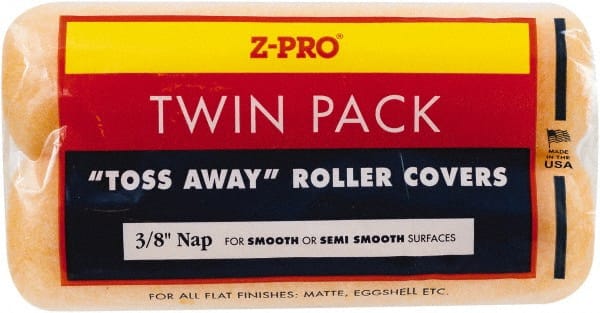 Z-PRO®
TWIN PACK
"TOSS AWAY" ROLLER COVERS
3/8" Nap FOR SMOOTH OR SEMI SMOOTH SURFACES
FOR ALL FLAT FINISHES: MATTE, EGGSHELL ETC.
MADE
IN THE
USA